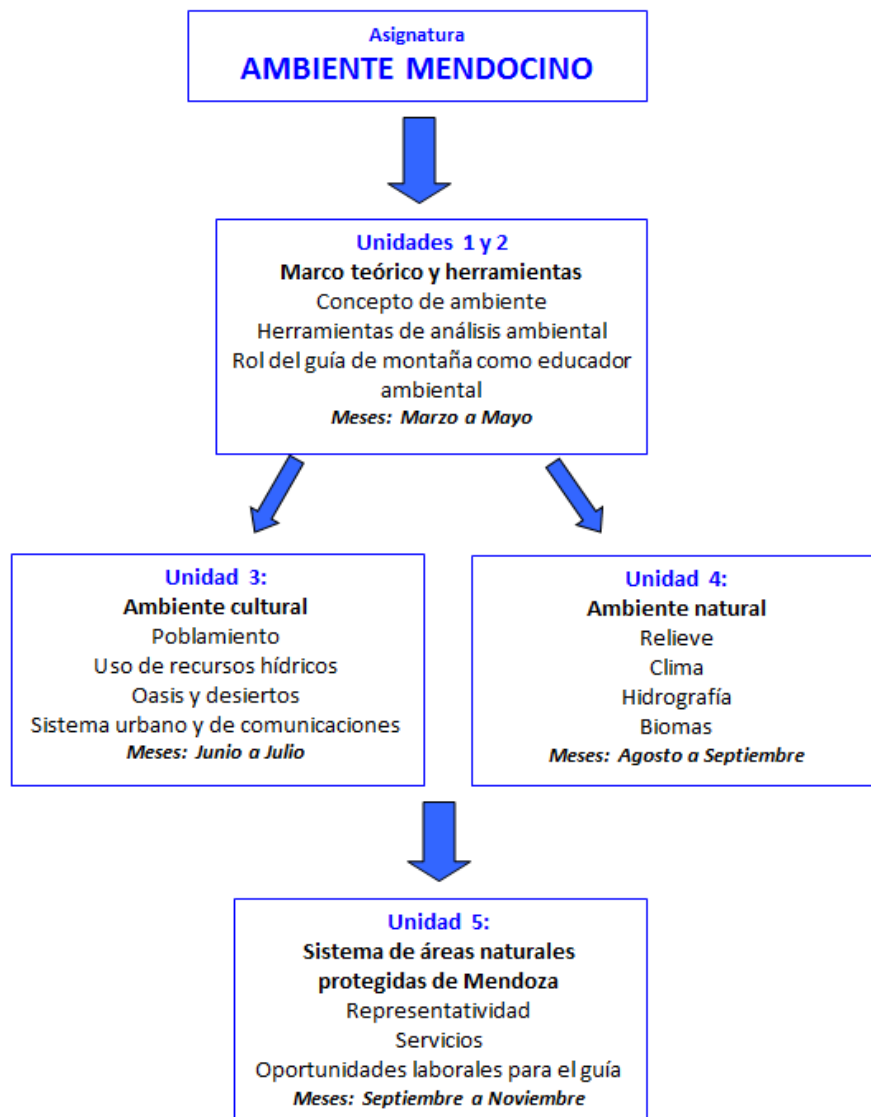 Asignatura
AMBIENTE MENDOCINO
Unidades 1 y 2
Marco teórico y herramientas
Concepto de ambiente
Herramientas de análisis ambiental
Rol del guía de montaña como educador
ambiental
Meses: Marzo a Mayo
Unidad 3:
Ambiente cultural
Poblamiento
Uso de recursos hídricos
Oasis y desiertos
Sistema urbano y de comunicaciones
Meses: Junio a Julio
Unidad 4:
Ambiente natural
Relieve
Clima
Hidrografía
Biomas
Meses: Agosto a Septiembre
Unidad 5:
Sistema de áreas naturales
protegidas de Mendoza
Representatividad
Servicios
Oportunidades laborales para el guía
Meses: Septiembre a Noviembre